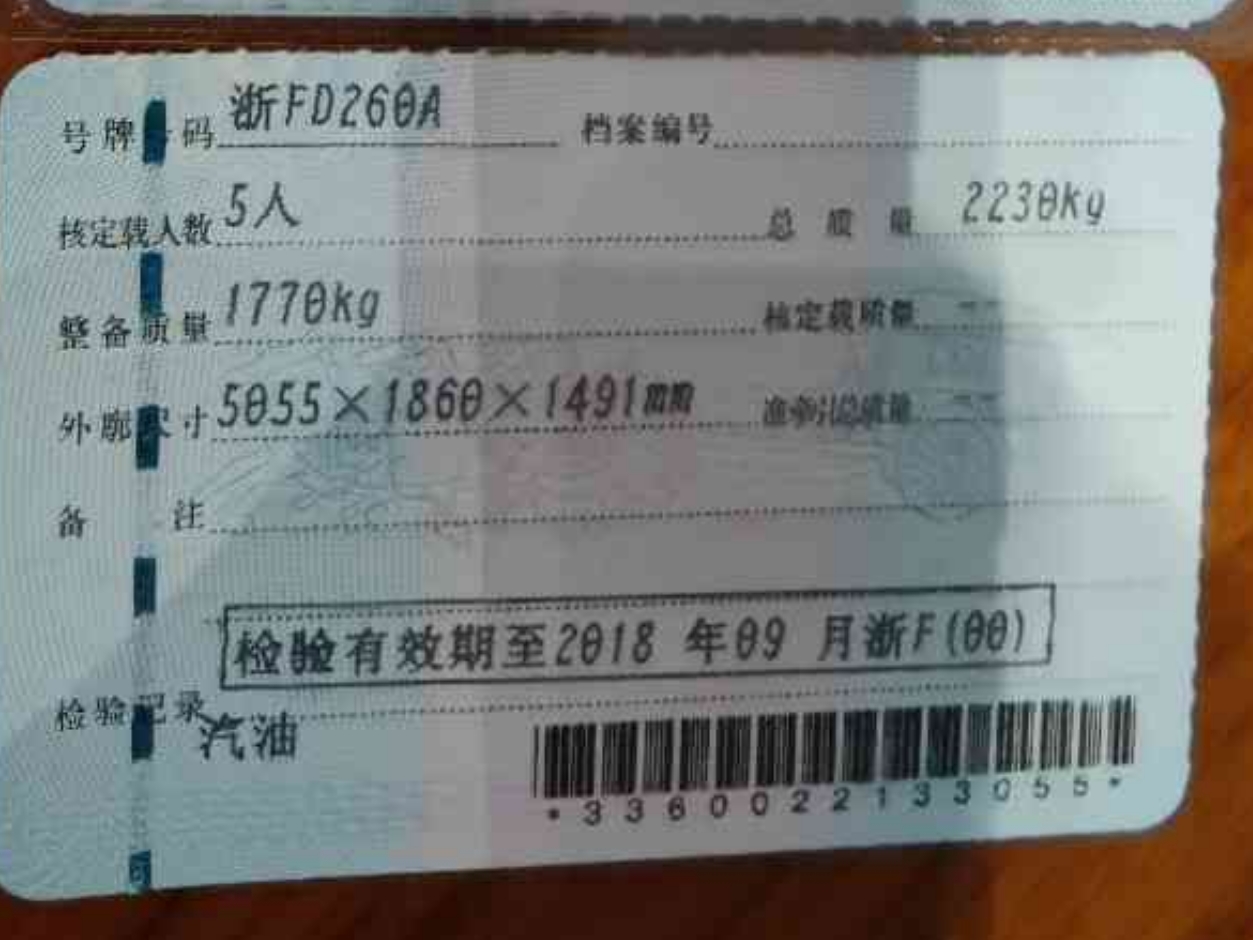 号牌号码 浙FD260A 档案编号
核定载人数 5人 总质量 2230kg
整备质量 1770kg 核定载质量 --
外廓尺寸 5055×1860×1491mm 准牵引总质量 --
备注
检验有效期至2018年09月浙F(00)
检验记录
汽油
*3360022133055*